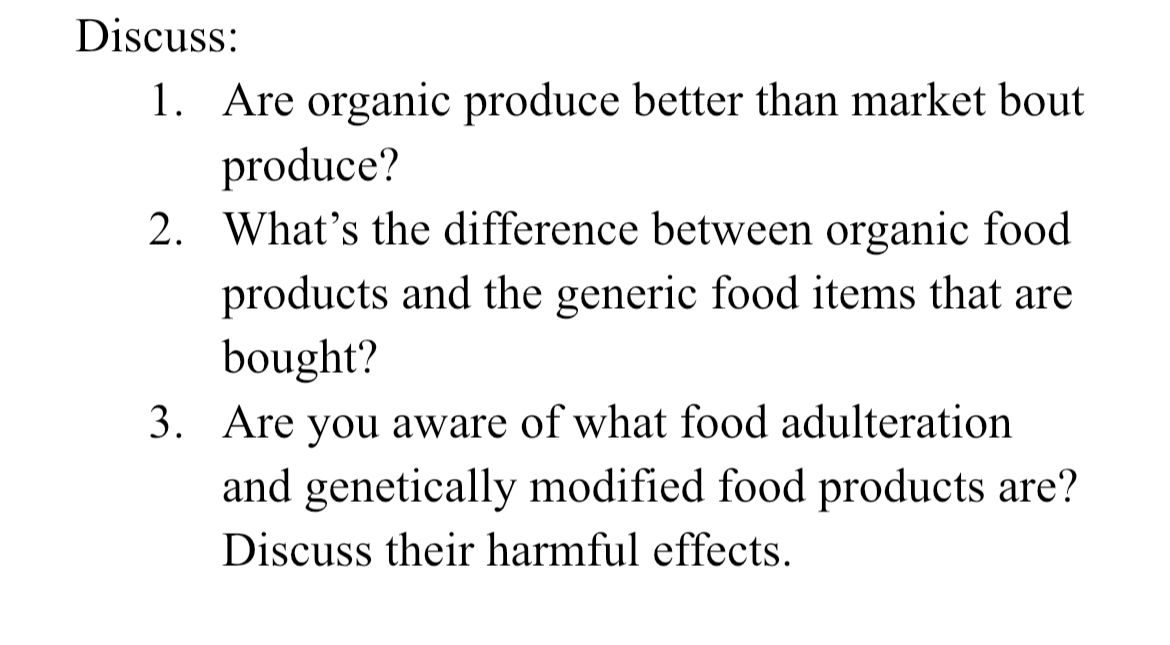 Discuss:
1. Are organic produce better than market bout
produce?
2. What’s the difference between organic food
products and the generic food items that are
bought?
3. Are you aware of what food adulteration
and genetically modified food products are?
Discuss their harmful effects.